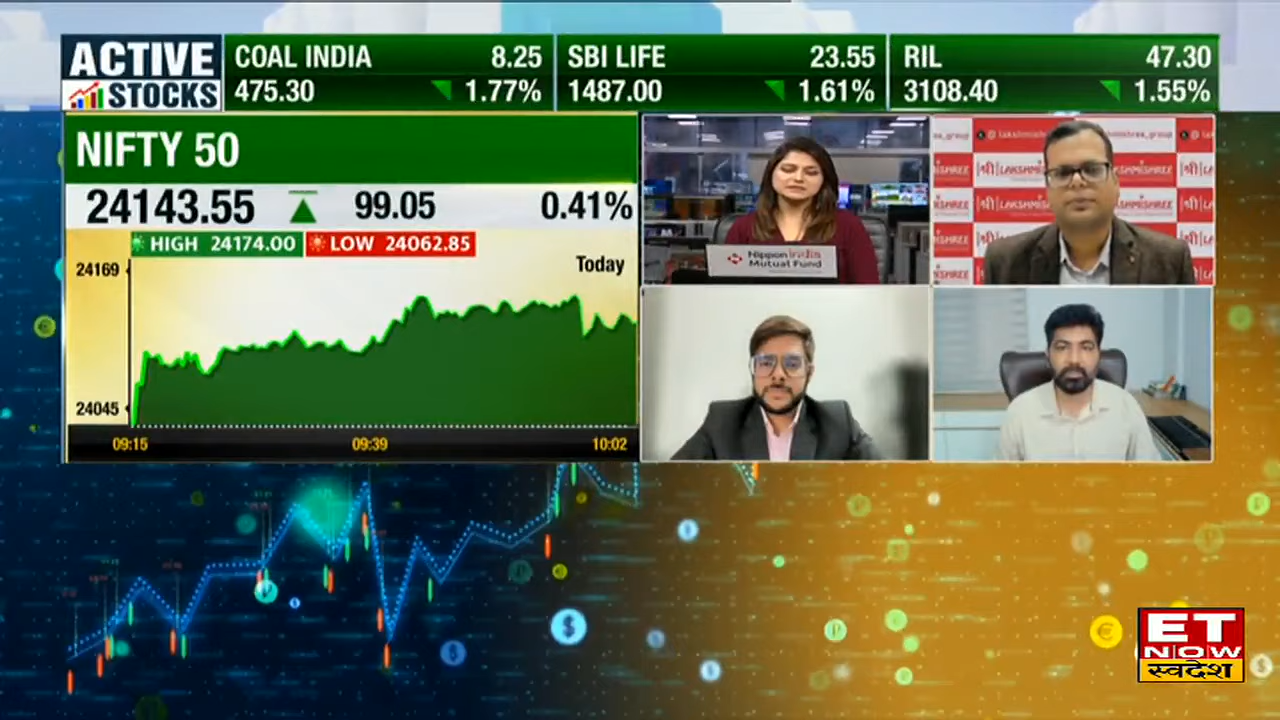 ACTIVE
STOCKS
COAL INDIA 8.25
475.30 1.77%
SBI LIFE 23.55
1487.00 1.61%
RIL 47.30
3108.40 1.55%
NIFTY 50
24143.55 99.05 0.41%
HIGH 24174.00 LOW 24062.85
Today
24169
24045
09:15 09:39 10:02
Nippon India
Mutual Fund
LAKSHMISHREE
श्री LAKSHMISHREE
ET
NOW
स्वदेश